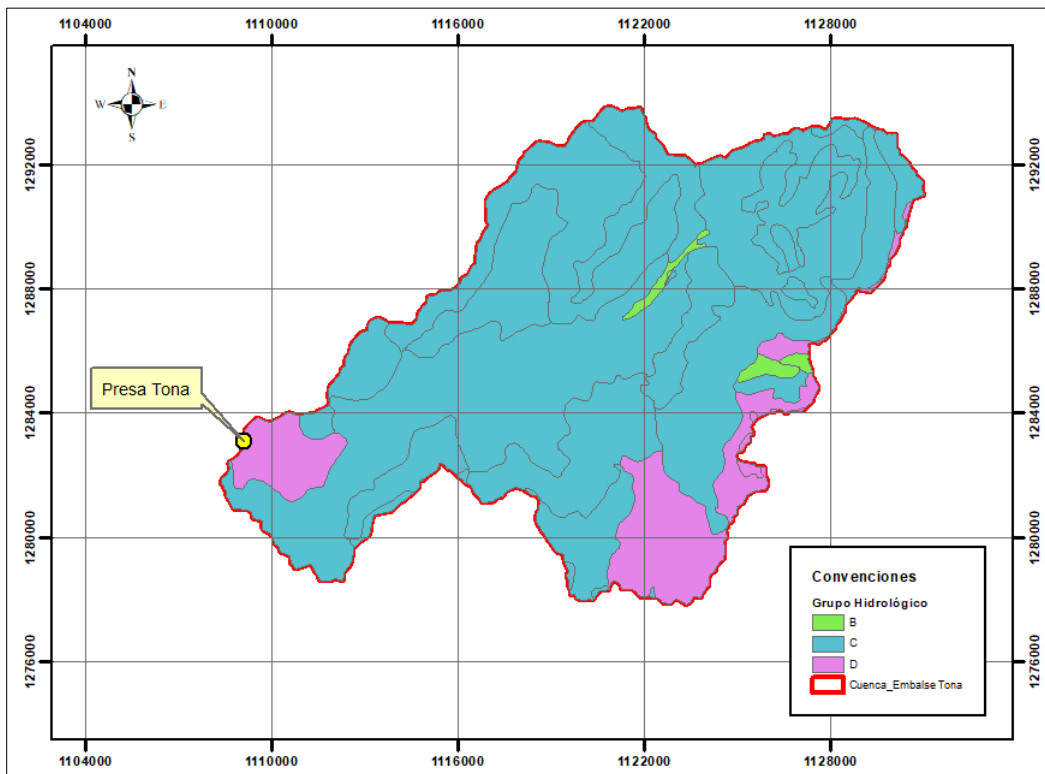 1104000 1110000 1116000 1122000 1128000
N
W E
S
1292000 1292000
1288000 1288000
Presa Tona
1284000 1284000
1280000 1280000
Convenciones
Grupo Hidrológico
B
C
D
Cuenca_Embalse Tona
1276000 1276000
1104000 1110000 1116000 1122000 1128000